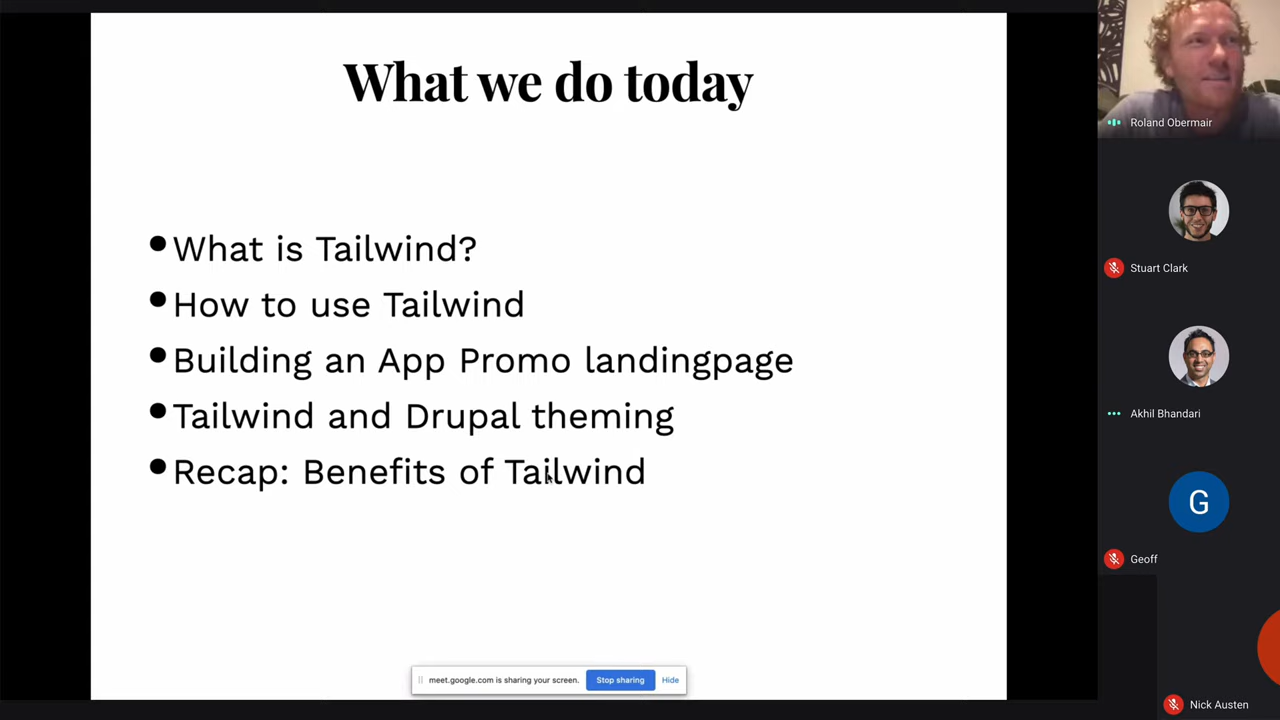 What we do today
•What is Tailwind?
•How to use Tailwind
•Building an App Promo landingpage
•Tailwind and Drupal theming
•Recap: Benefits of Tailwind
meet.google.com is sharing your screen. Stop sharing Hide
Roland Obermair
Stuart Clark
Akhil Bhandari
G
Geoff
Nick Austen